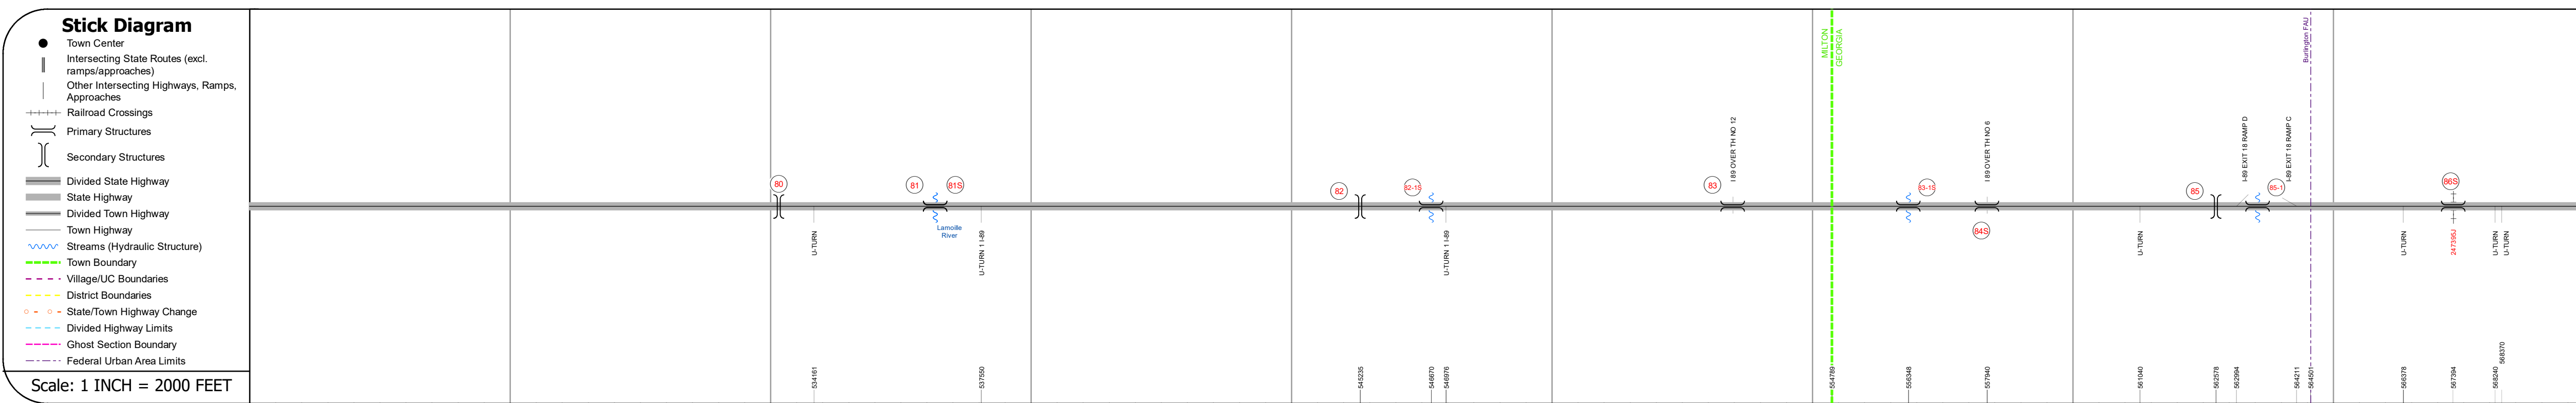 Stick Diagram
Town Center
Intersecting State Routes (excl.
ramps/approaches)
Other Intersecting Highways, Ramps,
Approaches
Railroad Crossings
Primary Structures
Secondary Structures
Divided State Highway
State Highway
Divided Town Highway
Town Highway
Streams (Hydraulic Structure)
Town Boundary
Village/UC Boundaries
District Boundaries
State/Town Highway Change
Divided Highway Limits
Ghost Section Boundary
Federal Urban Area Limits
Scale: 1 INCH = 2000 FEET
80
U-TURN
534161
81
81S
Lamoille
River
U-TURN 1 I-89
537550
82
545235
82-1S
546670
U-TURN 1 I-89
546976
83
I 89 OVER TH NO 12
MILTON
GEORGIA
554789
83-1S
556348
I 89 OVER TH NO 6
84S
557940
U-TURN
561040
85
562578
I-89 EXIT 18 RAMP D
562994
85-1
I-89 EXIT 18 RAMP C
564211
Burlington FAU
564501
U-TURN
566378
86S
247395J
567394
U-TURN
568240
U-TURN
568370